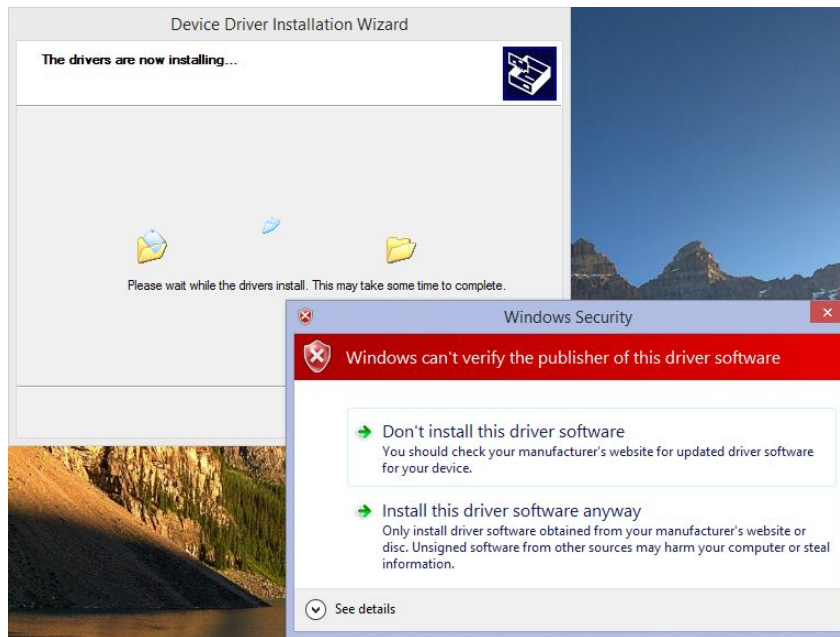 Device Driver Installation Wizard
The drivers are now installing...
Please wait while the drivers install. This may take some time to complete.
Windows Security
Windows can't verify the publisher of this driver software
Don't install this driver software
You should check your manufacturer's website for updated driver software
for your device.
Install this driver software anyway
Only install driver software obtained from your manufacturer's website or
disc. Unsigned software from other sources may harm your computer or steal
information.
See details